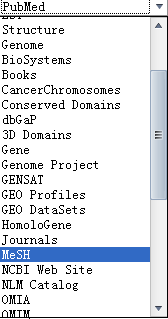 PubMed
EST
Structure
Genome
BioSystems
Books
CancerChromosomes
Conserved Domains
dbGaP
3D Domains
Gene
Genome Project
GENSAT
GEO Profiles
GEO DataSets
HomoloGene
Journals
MeSH
NCBI Web Site
NLM Catalog
OMIA
OMIM